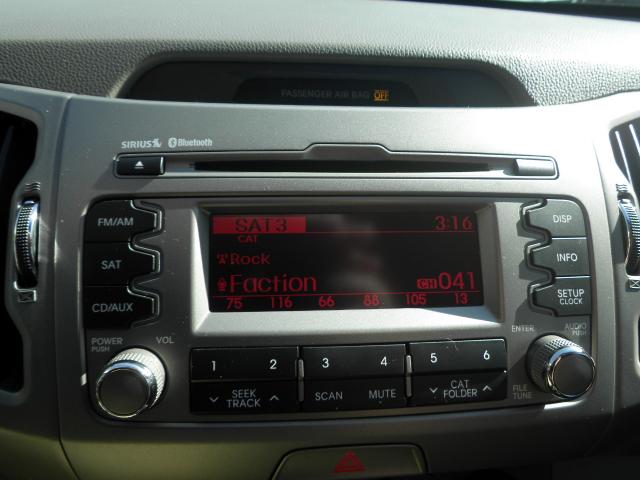 PASSENGER AIR BAG OFF
SIRIUS Bluetooth
FM/AM
SAT
CD/AUX
SAT3 3:16
CAT
Rock
Faction CH 041
75 116 66 88 105 13
DISP
INFO
SETUP
CLOCK
POWER
PUSH
VOL
ENTER
AUDIO
PUSH
1 2 3 4 5 6
SEEK
TRACK
SCAN
MUTE
CAT
FOLDER
FILE
TUNE